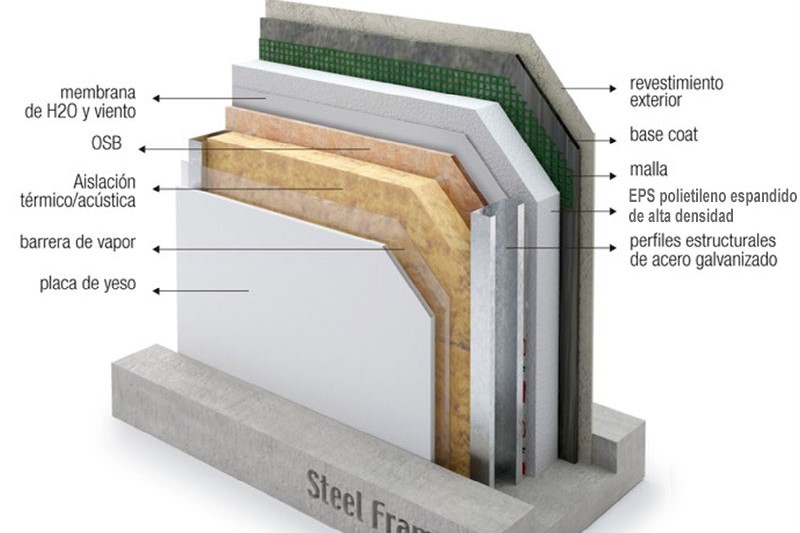 membrana
de H2O y viento
OSB
Aislación
térmico/acústica
barrera de vapor
placa de yeso
revestimiento
exterior
base coat
malla
EPS polietileno espandido
de alta densidad
perfiles estructurales
de acero galvanizado
Steel Fram